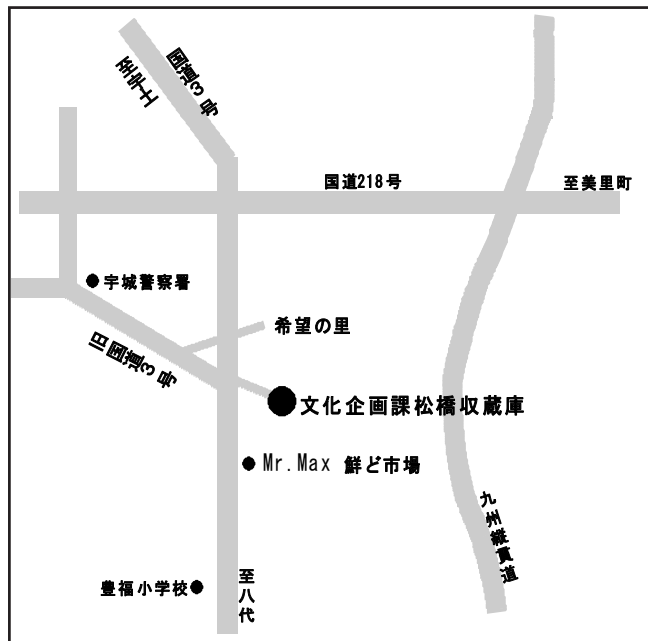 国道3号
至宇土
国道218号
至美里町
宇城警察署
希望の里
旧国道3号
文化企画課松橋収蔵庫
Mr.Max 鮮ど市場
九州縦貫道
豊福小学校
至八代